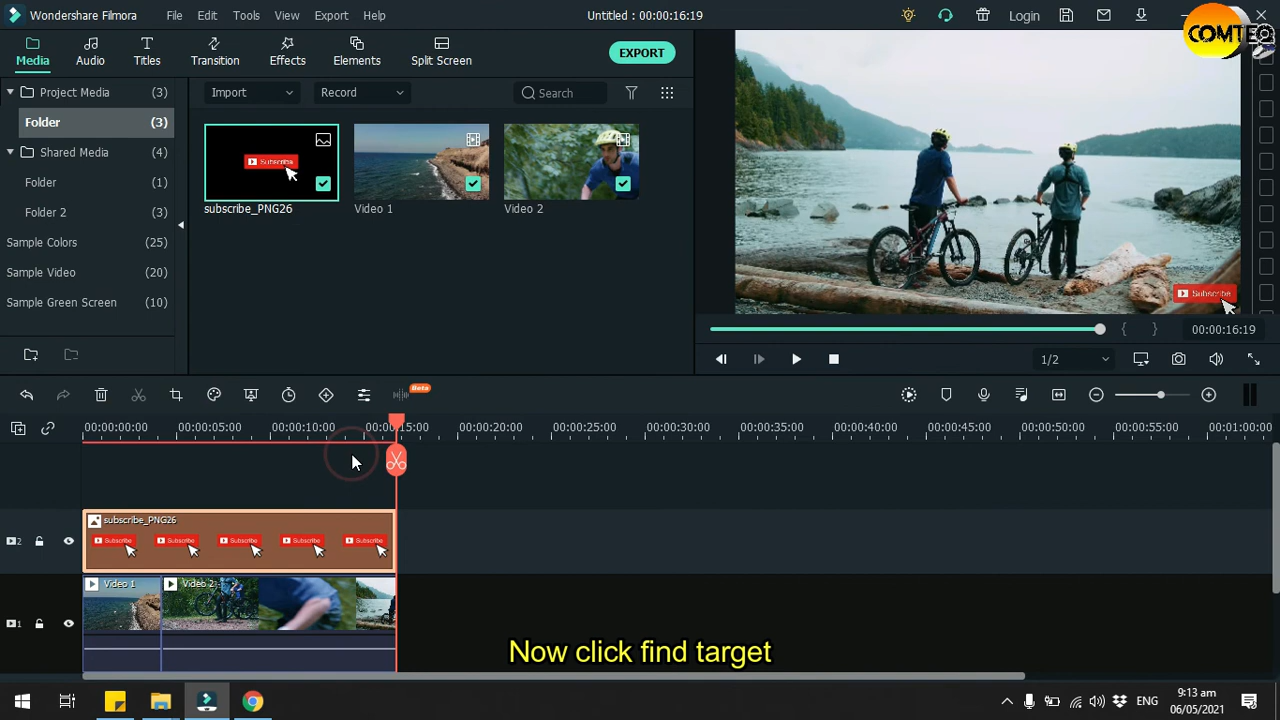 Wondershare Filmora
File Edit Tools View Export Help
Untitled : 00:00:16:19
Login
COMTEQ
Media
Audio
Titles
Transition
Effects
Elements
Split Screen
EXPORT
Project Media (3)
Folder (3)
Shared Media (4)
Folder (1)
Folder 2 (3)
Sample Colors (25)
Sample Video (20)
Sample Green Screen (10)
Import
Record
Search
Subscribe
subscribe_PNG26
Video 1
Video 2
Subscribe
00:00:16:19
1/2
Beta
00:00:00:00 00:00:05:00 00:00:10:00 00:00:15:00 00:00:20:00 00:00:25:00 00:00:30:00 00:00:35:00 00:00:40:00 00:00:45:00 00:00:50:00 00:00:55:00 00:01:00:00
subscribe_PNG26
Subscribe Subscribe Subscribe Subscribe Subscribe
2
Video 1
Video 2
1
Now click find target
ENG
9:13 am
06/05/2021